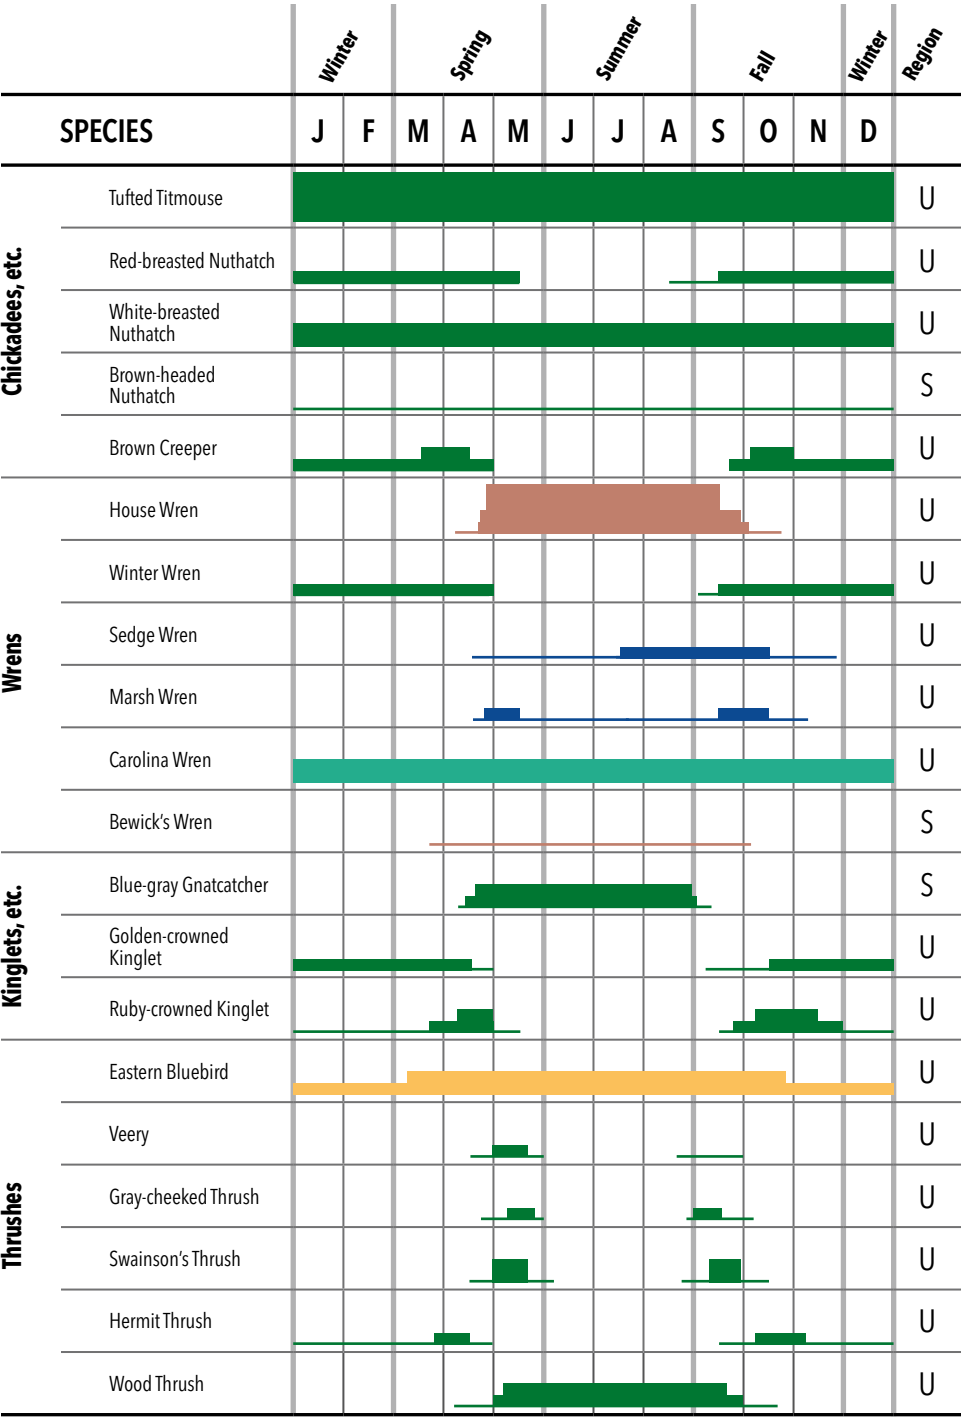 Winter Spring Summer Fall Winter Region
SPECIES J F M A M J J A S O N D
Chickadees, etc.
Tufted Titmouse U
Red-breasted Nuthatch U
White-breasted
Nuthatch U
Brown-headed
Nuthatch S
Brown Creeper U
Wrens
House Wren U
Winter Wren U
Sedge Wren U
Marsh Wren U
Carolina Wren U
Bewick's Wren S
Kinglets, etc.
Blue-gray Gnatcatcher S
Golden-crowned
Kinglet U
Ruby-crowned Kinglet U
Thrushes
Eastern Bluebird U
Veery U
Gray-cheeked Thrush U
Swainson's Thrush U
Hermit Thrush U
Wood Thrush U